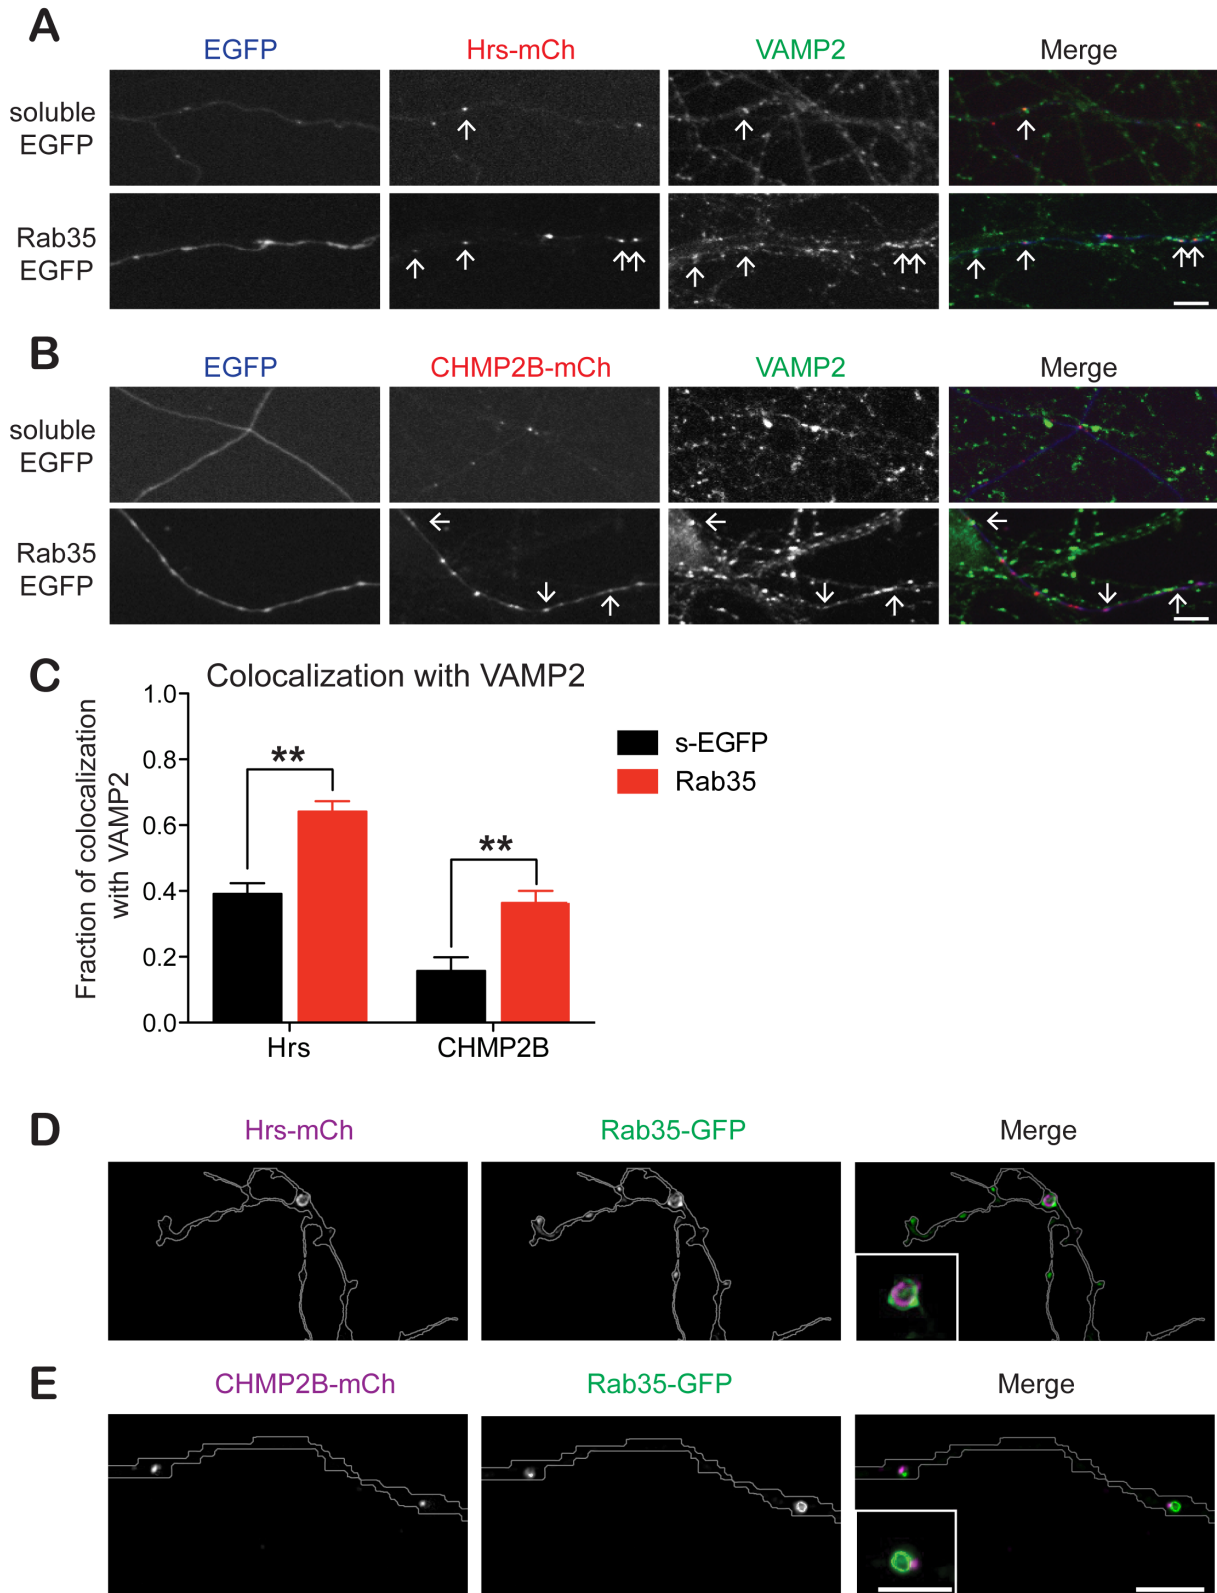 A
EGFP
Hrs-mCh
VAMP2
Merge
soluble
EGFP
Rab35
EGFP
B
EGFP
CHMP2B-mCh
VAMP2
Merge
soluble
EGFP
Rab35
EGFP
C
Colocalization with VAMP2
Fraction of colocalization
with VAMP2
1.0
0.8
0.6
0.4
0.2
0.0
**
**
s-EGFP
Rab35
Hrs
CHMP2B
D
Hrs-mCh
Rab35-GFP
Merge
E
CHMP2B-mCh
Rab35-GFP
Merge